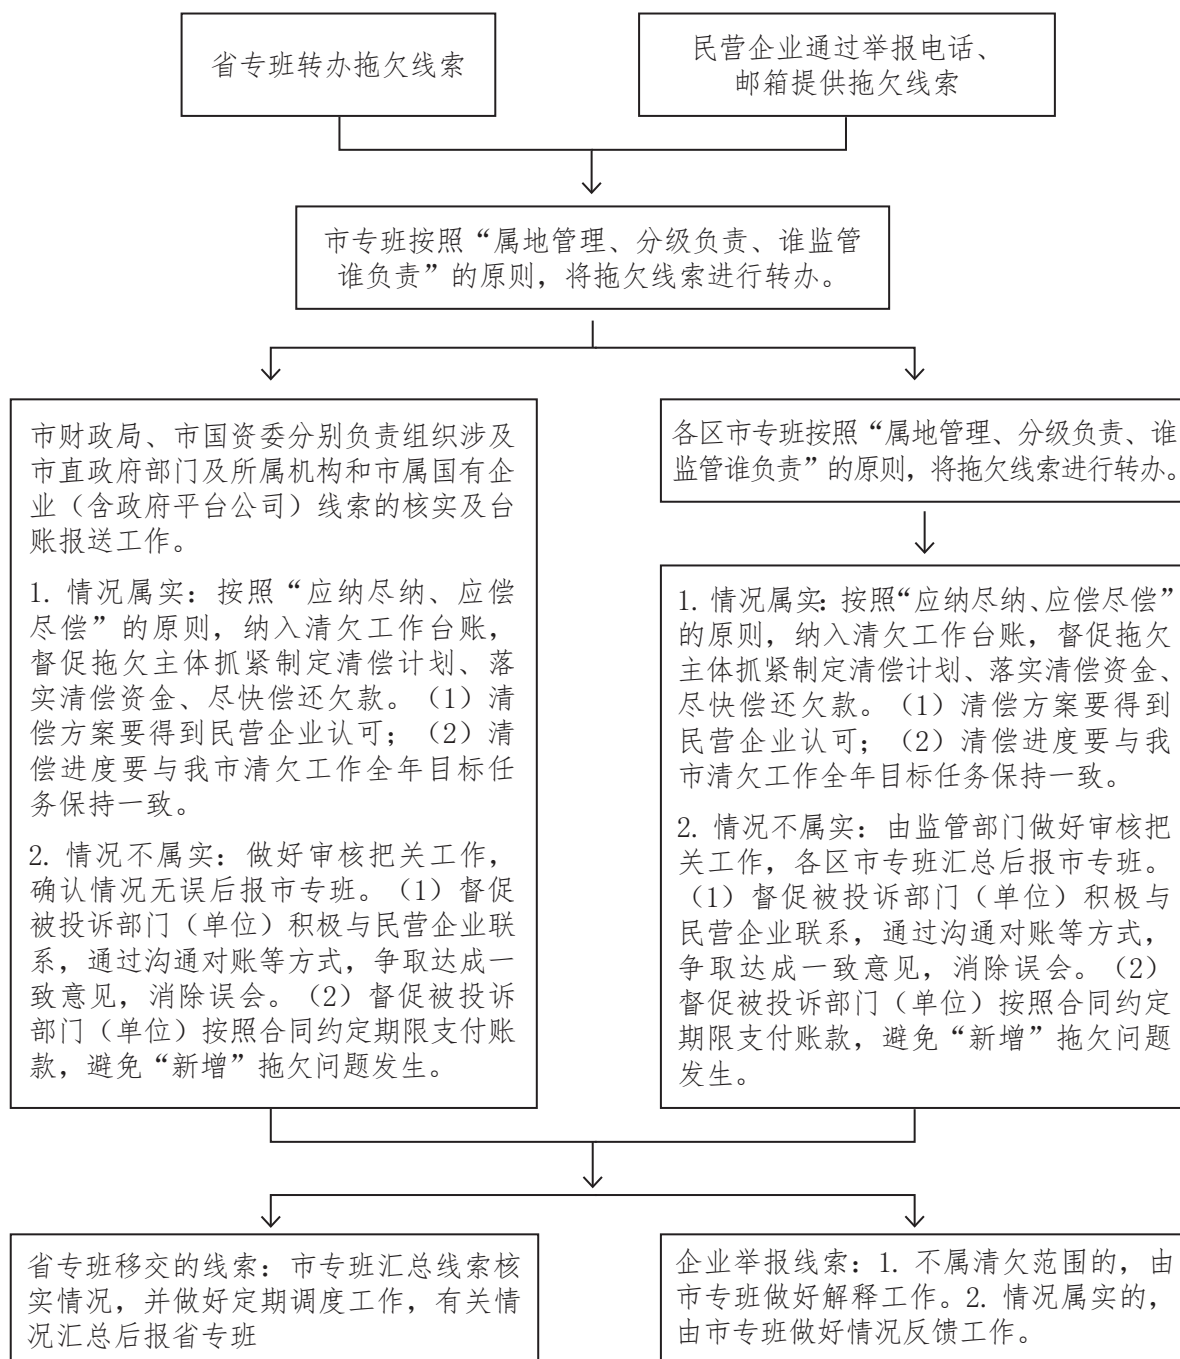 省专班转办拖欠线索
民营企业通过举报电话、
邮箱提供拖欠线索
市专班按照“属地管理、分级负责、谁监管
谁负责”的原则，将拖欠线索进行转办。
市财政局、市国资委分别负责组织涉及
市直政府部门及所属机构和市属国有企
业（含政府平台公司）线索的核实及台
账报送工作。
1. 情况属实：按照“应纳尽纳、应偿
尽偿”的原则，纳入清欠工作台账，
督促拖欠主体抓紧制定清偿计划、落
实清偿资金、尽快偿还欠款。（1）清
偿方案要得到民营企业认可；（2）清
偿进度要与我市清欠工作全年目标任
务保持一致。
2. 情况不属实：做好审核把关工作，
确认情况无误后报市专班。（1）督促
被投诉部门（单位）积极与民营企业联
系，通过沟通对账等方式，争取达成一
致意见，消除误会。（2）督促被投诉
部门（单位）按照合同约定期限支付账
款，避免“新增”拖欠问题发生。
各区市专班按照“属地管理、分级负责、谁
监管谁负责”的原则，将拖欠线索进行转办。
1. 情况属实：按照“应纳尽纳、应偿尽偿”
的原则，纳入清欠工作台账，督促拖欠
主体抓紧制定清偿计划、落实清偿资金、
尽快偿还欠款。（1）清偿方案要得到
民营企业认可；（2）清偿进度要与我
市清欠工作全年目标任务保持一致。
2. 情况不属实：由监管部门做好审核把
关工作，各区市专班汇总后报市专班。
（1）督促被投诉部门（单位）积极与
民营企业联系，通过沟通对账等方式，
争取达成一致意见，消除误会。（2）
督促被投诉部门（单位）按照合同约定
期限支付账款，避免“新增”拖欠问题
发生。
省专班移交的线索：市专班汇总线索核
实情况，并做好定期调度工作，有关情
况汇总后报省专班
企业举报线索：1. 不属清欠范围的，由
市专班做好解释工作。2. 情况属实的，
由市专班做好情况反馈工作。